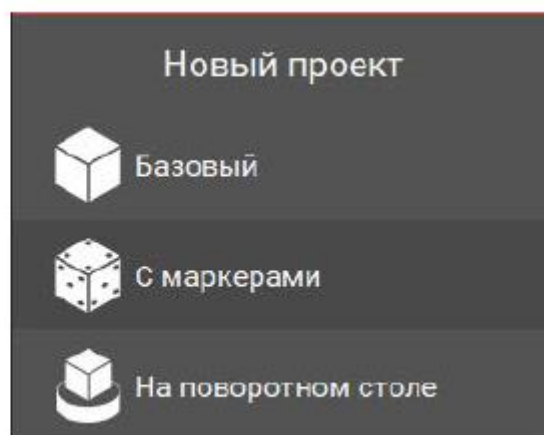 Новый проект
Базовый
С маркерами
На поворотном столе